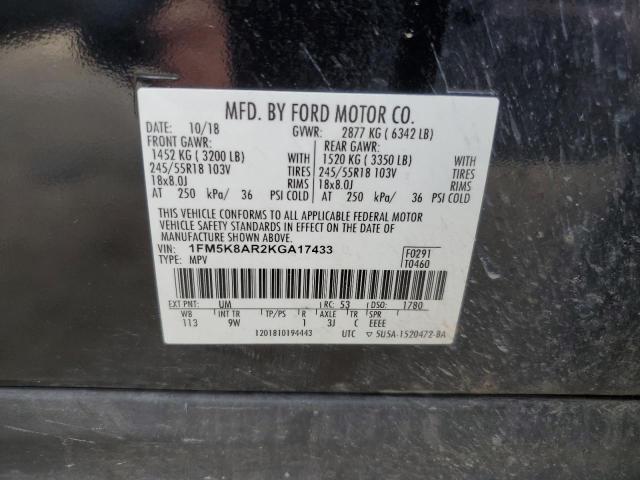 MFD. BY FORD MOTOR CO.
DATE: 10/18 GVWR: 2877 KG ( 6342 LB)
FRONT GAWR: REAR GAWR:
1452 KG ( 3200 LB) WITH 1520 KG ( 3350 LB) WITH
245/55R18 103V TIRES 245/55R18 103V TIRES
18x8.0J RIMS 18x8.0J RIMS
AT 250 kPa/ 36 PSI COLD AT 250 kPa/ 36 PSI COLD
THIS VEHICLE CONFORMS TO ALL APPLICABLE FEDERAL MOTOR
VEHICLE SAFETY STANDARDS IN EFFECT ON THE DATE OF
MANUFACTURE SHOWN ABOVE.
VIN: 1FM5K8AR2KGA17433 F0291
TYPE: MPV T0460
EXT PNT: UM RC: 53 DSO: 1780
WB INT TR TP/PS R AXLE TR SPR
113 9W 1 3J C EEEE
1201810194443 UTC ▽ 5U5A-1520472-BA